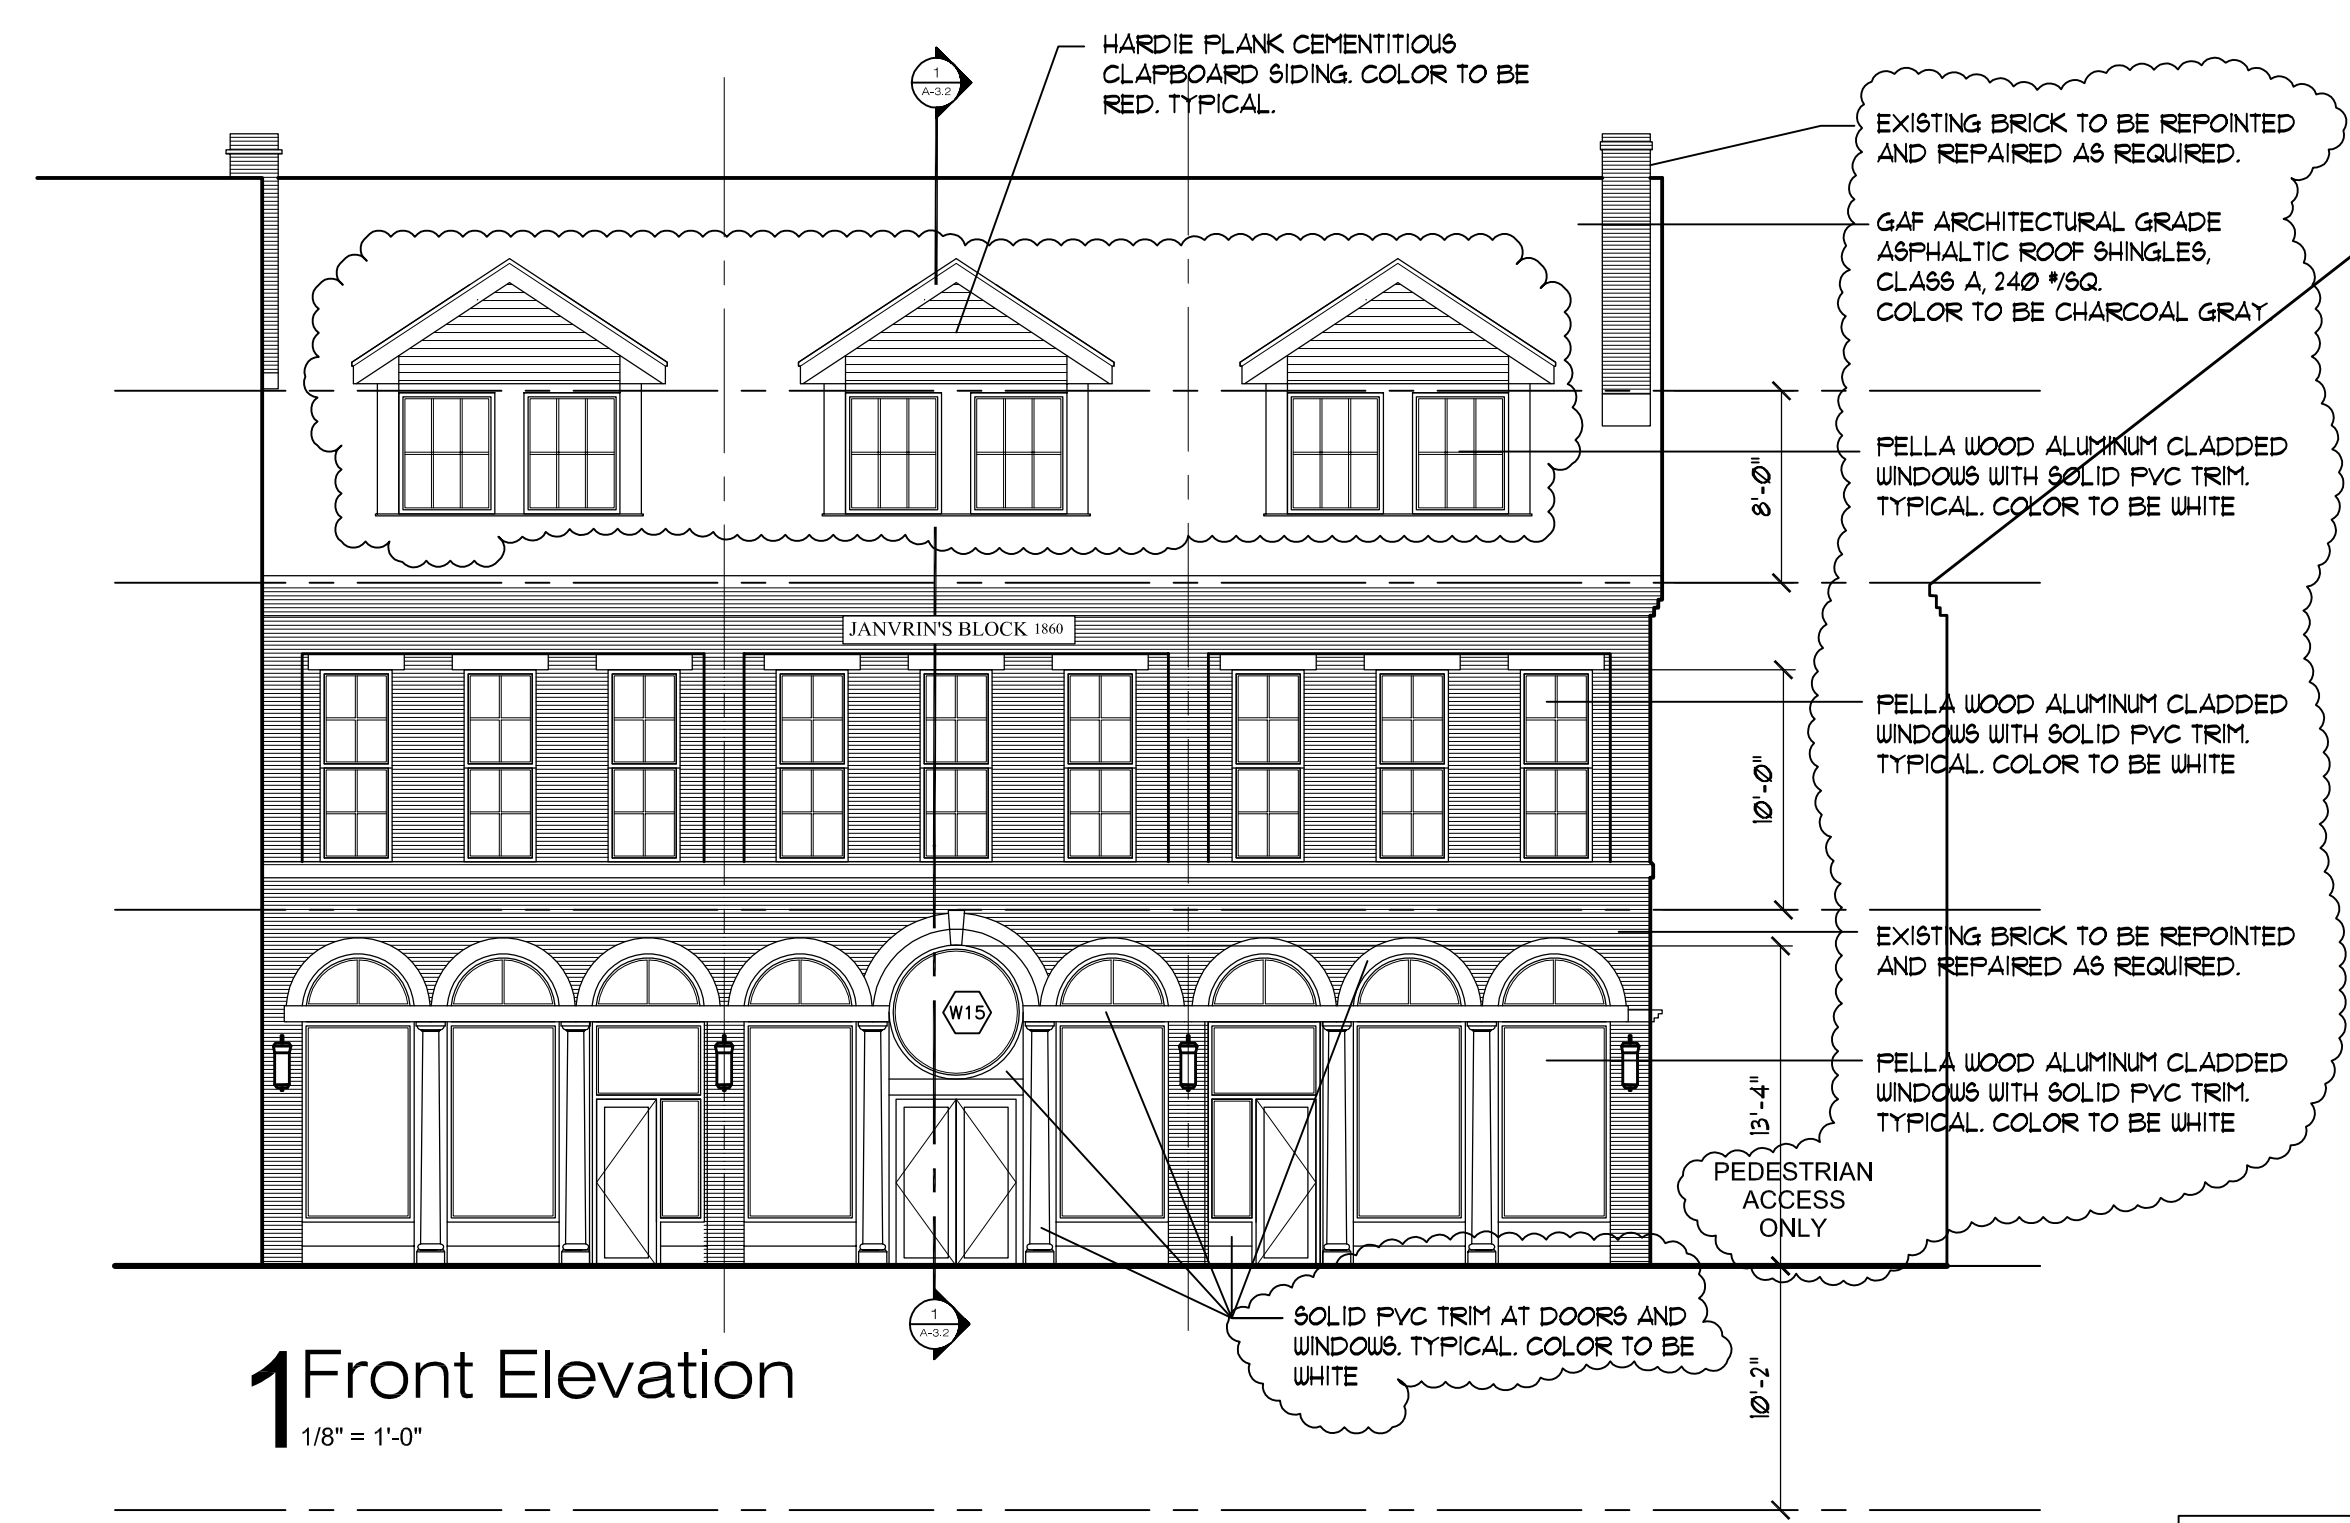 HARDIE PLANK CEMENTITIOUS
CLAPBOARD SIDING. COLOR TO BE
RED. TYPICAL.
1
A-3.2
EXISTING BRICK TO BE REPOINTED
AND REPAIRED AS REQUIRED.
GAF ARCHITECTURAL GRADE
ASPHALTIC ROOF SHINGLES,
CLASS A, 240 #/SQ.
COLOR TO BE CHARCOAL GRAY
PELLA WOOD ALUMINUM CLADDED
WINDOWS WITH SOLID PVC TRIM.
TYPICAL. COLOR TO BE WHITE
8'-0"
JANVRIN'S BLOCK 1860
PELLA WOOD ALUMINUM CLADDED
WINDOWS WITH SOLID PVC TRIM.
TYPICAL. COLOR TO BE WHITE
10'-0"
EXISTING BRICK TO BE REPOINTED
AND REPAIRED AS REQUIRED.
W15
PELLA WOOD ALUMINUM CLADDED
WINDOWS WITH SOLID PVC TRIM.
TYPICAL. COLOR TO BE WHITE
13'-4"
PEDESTRIAN
ACCESS
ONLY
1
A-3.2
SOLID PVC TRIM AT DOORS AND
WINDOWS. TYPICAL. COLOR TO BE
WHITE
10'-2"
1 Front Elevation
1/8" = 1'-0"